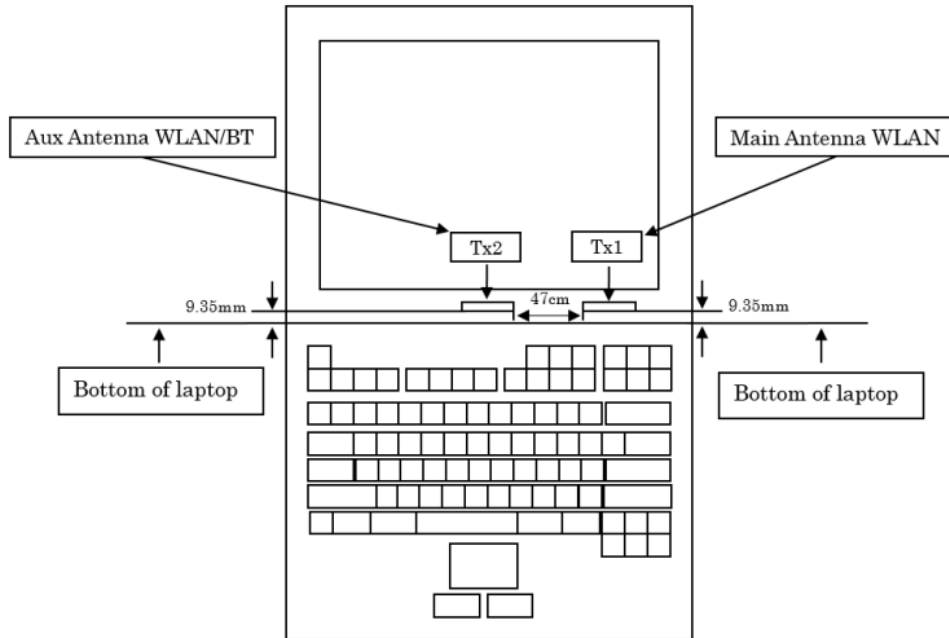 Aux Antenna WLAN/BT
Main Antenna WLAN
Tx2
Tx1
9.35mm
47cm
9.35mm
Bottom of laptop
Bottom of laptop